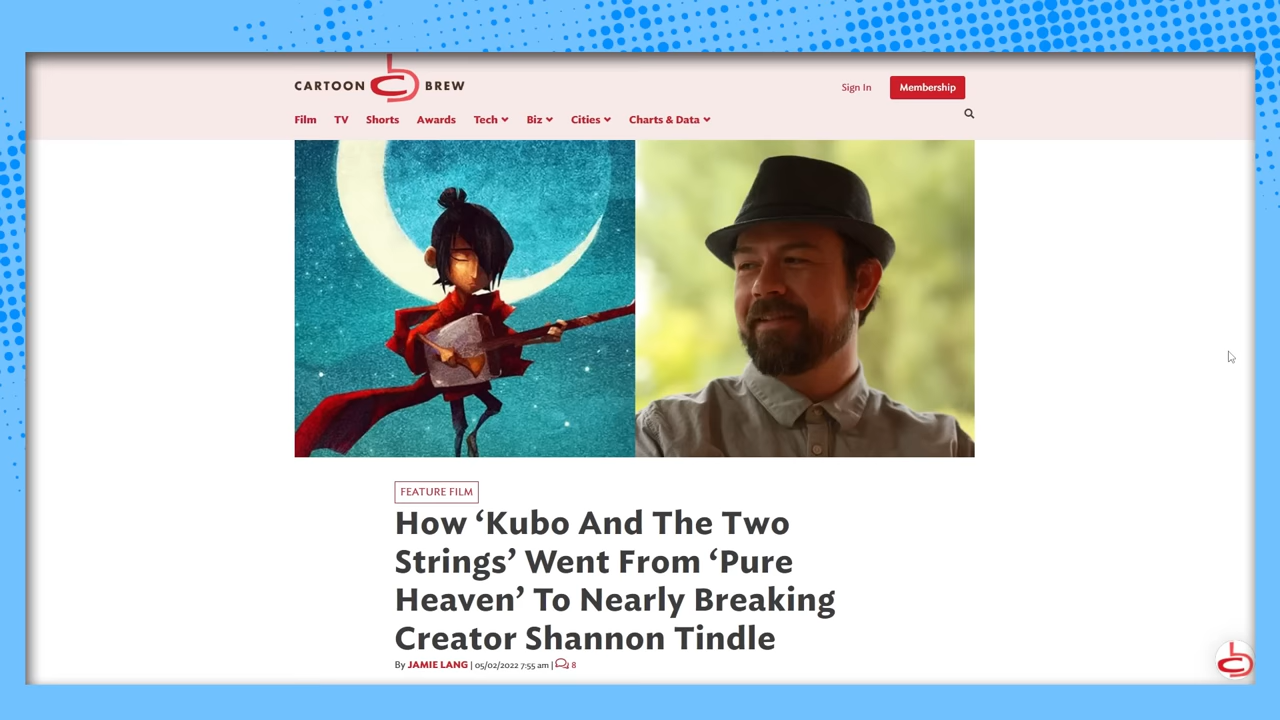 CARTOON BREW
Sign In
Membership
Film TV Shorts Awards Tech Biz Cities Charts & Data
FEATURE FILM
How ‘Kubo And The Two
Strings’ Went From ‘Pure
Heaven’ To Nearly Breaking
Creator Shannon Tindle
By JAMIE LANG | 05/02/2022 7:55 am | 8